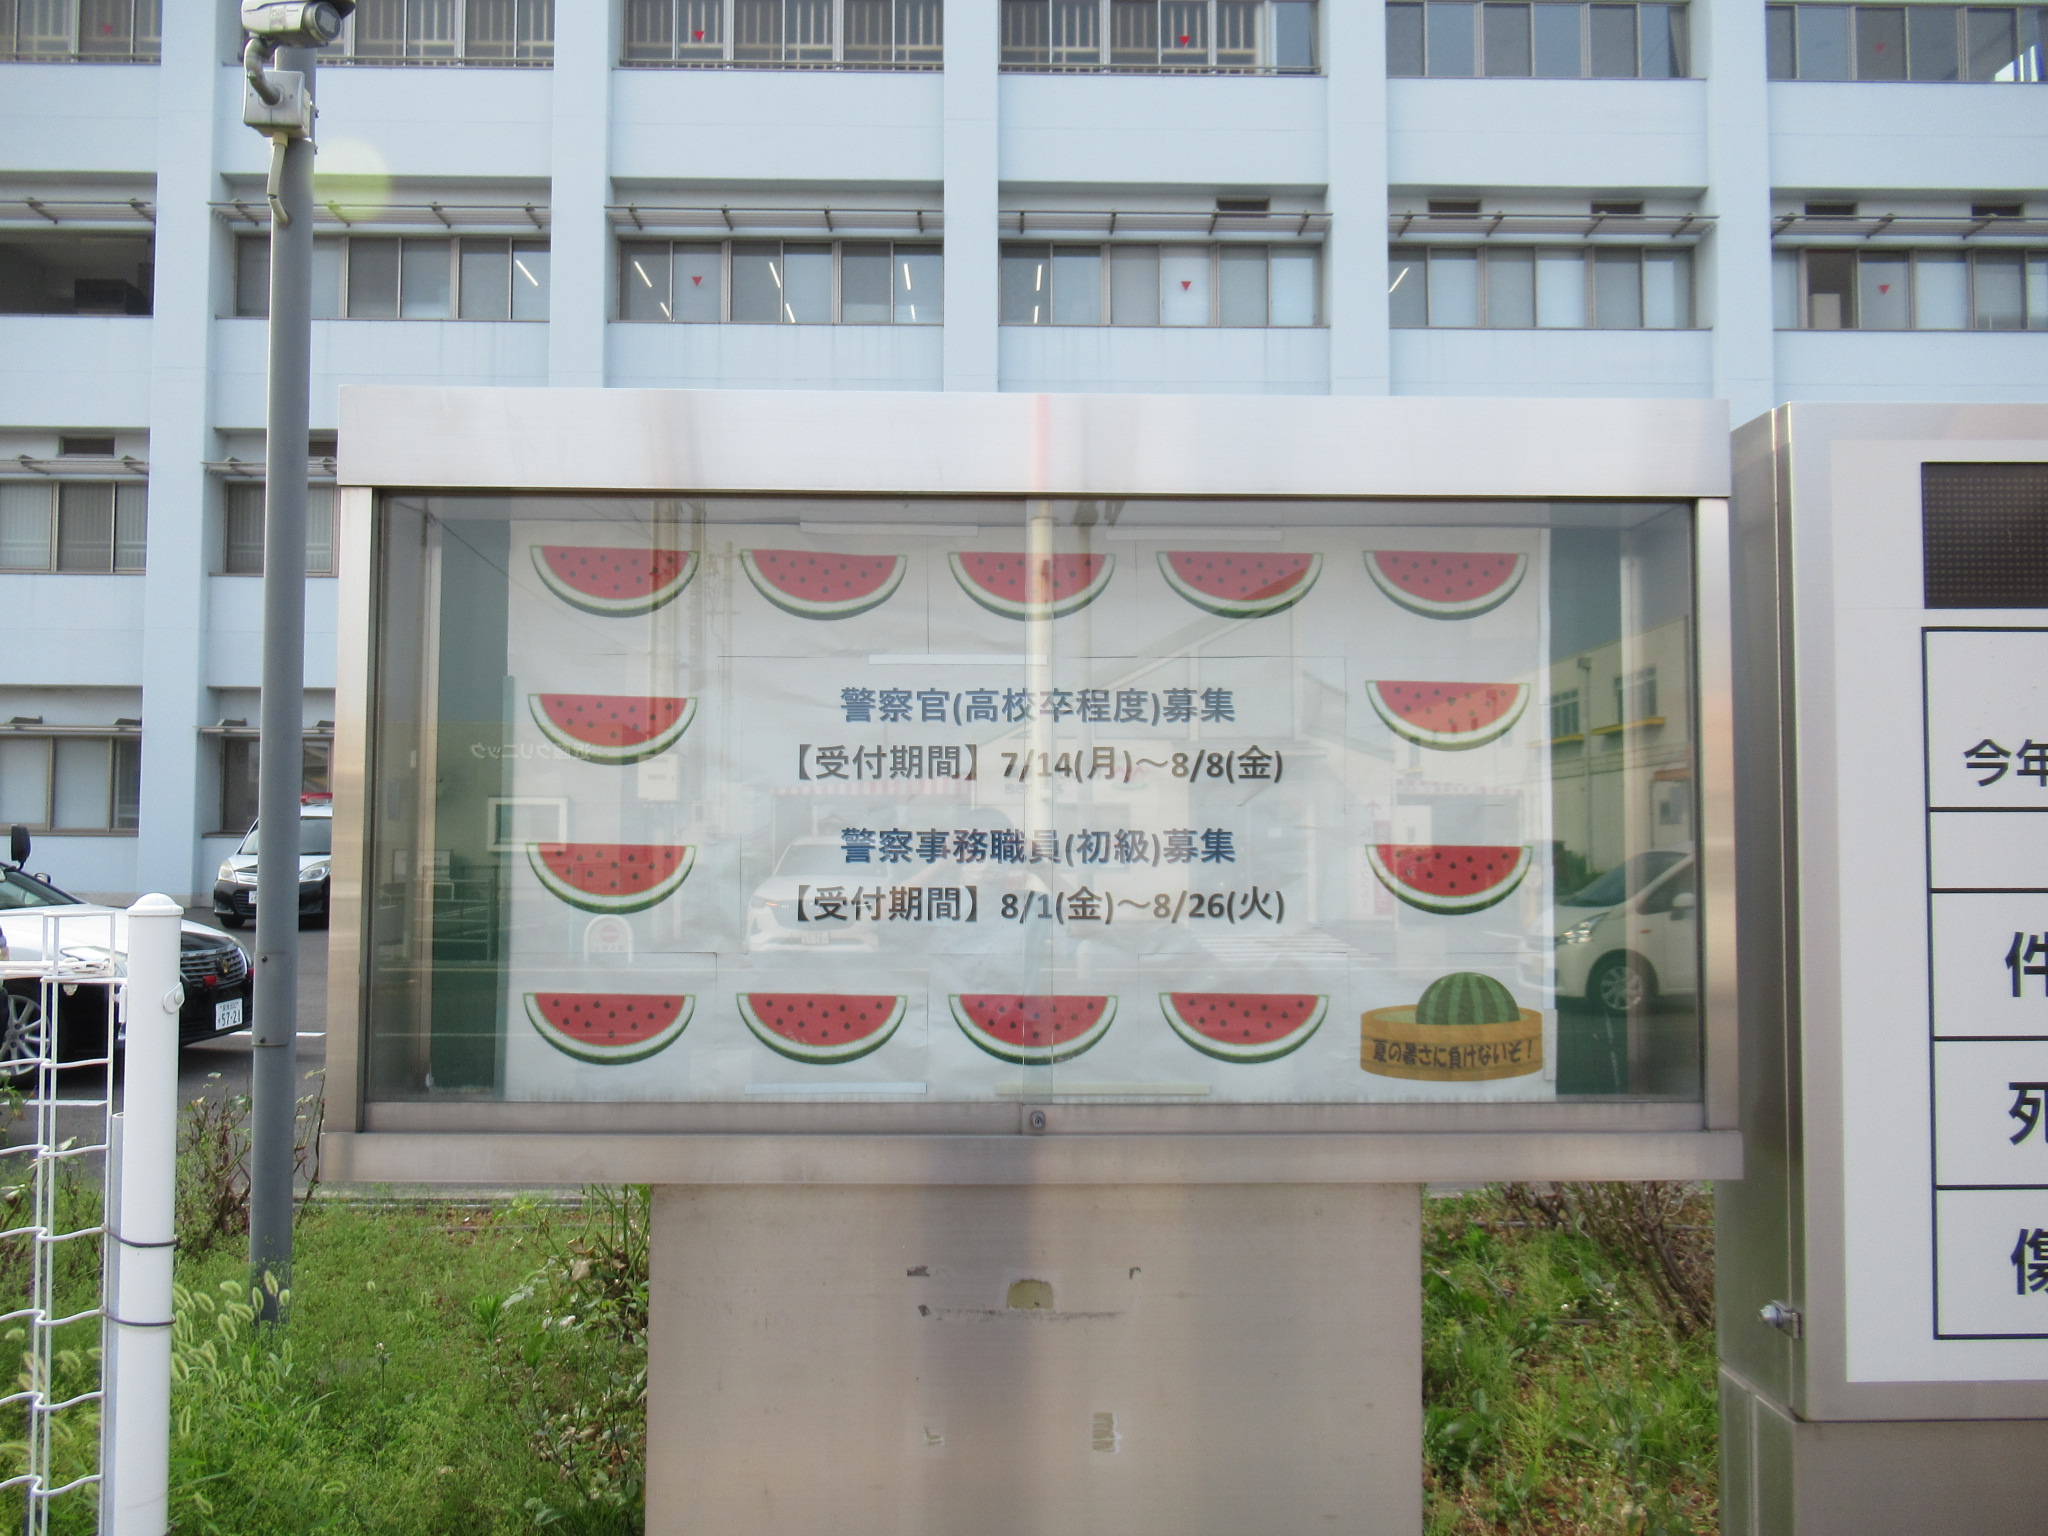 警察官(高校卒程度)募集
【受付期間】7/14(月)～8/8(金)
警察事務職員(初級)募集
【受付期間】8/1(金)～8/26(火)
夏の暑さに負けないぞ!
今年
件
死
傷
57-21